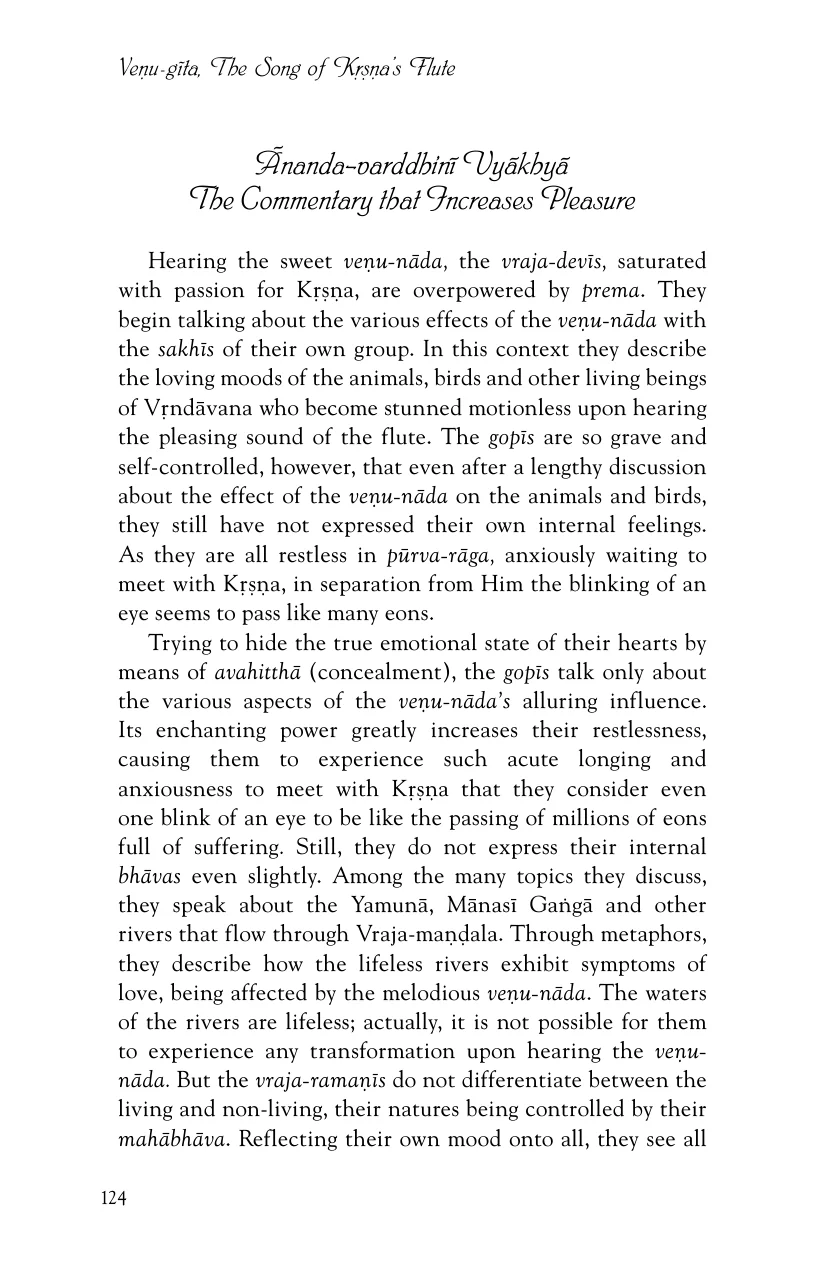 Veṇu-gīta, The Song of Kṛṣṇa's Flute
Ānanda-varddhinī Vyākhyā
The Commentary that Increases Pleasure
Hearing the sweet veṇu-nāda, the vraja-devīs, saturated
with passion for Kṛṣṇa, are overpowered by prema. They
begin talking about the various effects of the veṇu-nāda with
the sakhīs of their own group. In this context they describe
the loving moods of the animals, birds and other living beings
of Vṛndāvana who become stunned motionless upon hearing
the pleasing sound of the flute. The gopīs are so grave and
self-controlled, however, that even after a lengthy discussion
about the effect of the veṇu-nāda on the animals and birds,
they still have not expressed their own internal feelings.
As they are all restless in pūrva-rāga, anxiously waiting to
meet with Kṛṣṇa, in separation from Him the blinking of an
eye seems to pass like many eons.
Trying to hide the true emotional state of their hearts by
means of avahitthā (concealment), the gopīs talk only about
the various aspects of the veṇu-nāda's alluring influence.
Its enchanting power greatly increases their restlessness,
causing them to experience such acute longing and
anxiousness to meet with Kṛṣṇa that they consider even
one blink of an eye to be like the passing of millions of eons
full of suffering. Still, they do not express their internal
bhāvas even slightly. Among the many topics they discuss,
they speak about the Yamunā, Mānasī Gaṅgā and other
rivers that flow through Vraja-maṇḍala. Through metaphors,
they describe how the lifeless rivers exhibit symptoms of
love, being affected by the melodious veṇu-nāda. The waters
of the rivers are lifeless; actually, it is not possible for them
to experience any transformation upon hearing the veṇu-
nāda. But the vraja-ramaṇīs do not differentiate between the
living and non-living, their natures being controlled by their
mahābhāva. Reflecting their own mood onto all, they see all
124